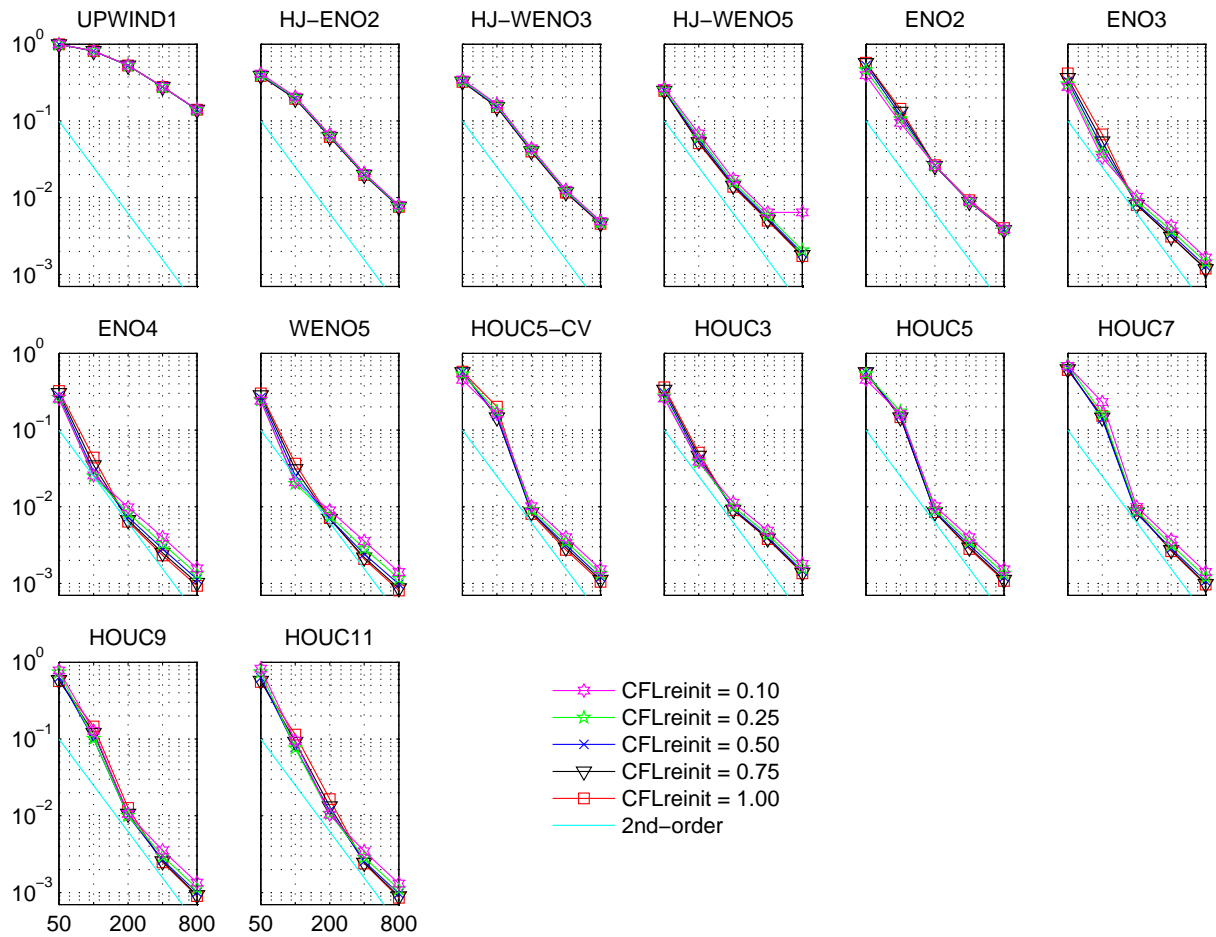 UPWIND1
HJ−ENO2
HJ−WENO3
HJ−WENO5
ENO2
ENO3
10^0
10^−1
10^−2
10^−3
ENO4
WENO5
HOUC5−CV
HOUC3
HOUC5
HOUC7
10^0
10^−1
10^−2
10^−3
HOUC9
HOUC11
10^0
10^−1
10^−2
10^−3
50 200 800
50 200 800
CFLreinit = 0.10
CFLreinit = 0.25
CFLreinit = 0.50
CFLreinit = 0.75
CFLreinit = 1.00
2nd−order